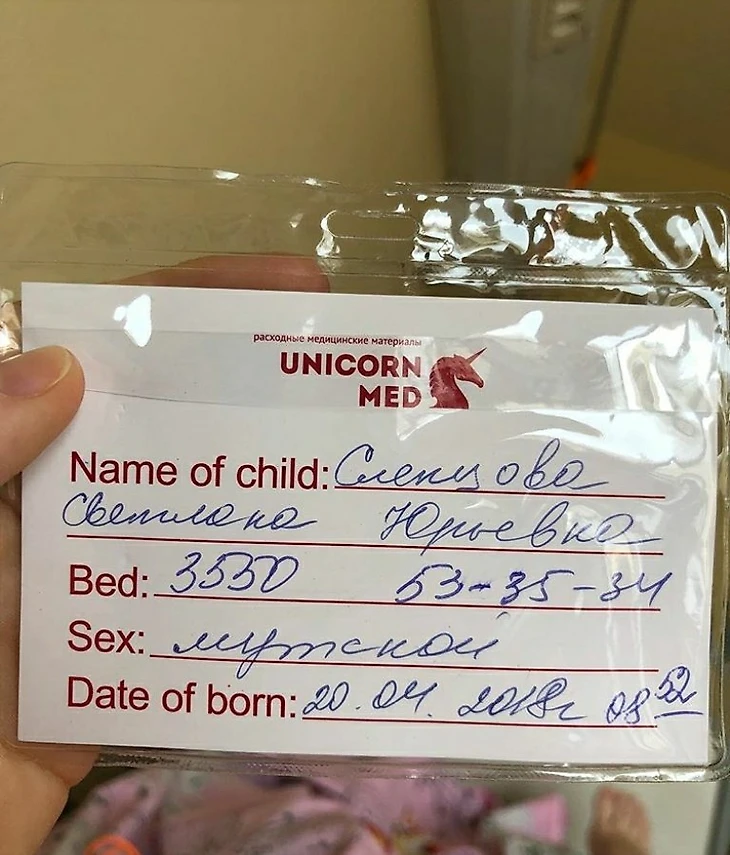 расходные медицинские материалы
UNICORN
MED
Name of child: Слепцова
Светлана Юрьевна
Bed: 3550 53-35-34
Sex: мужской
Date of born: 20.04.2018г 08 52